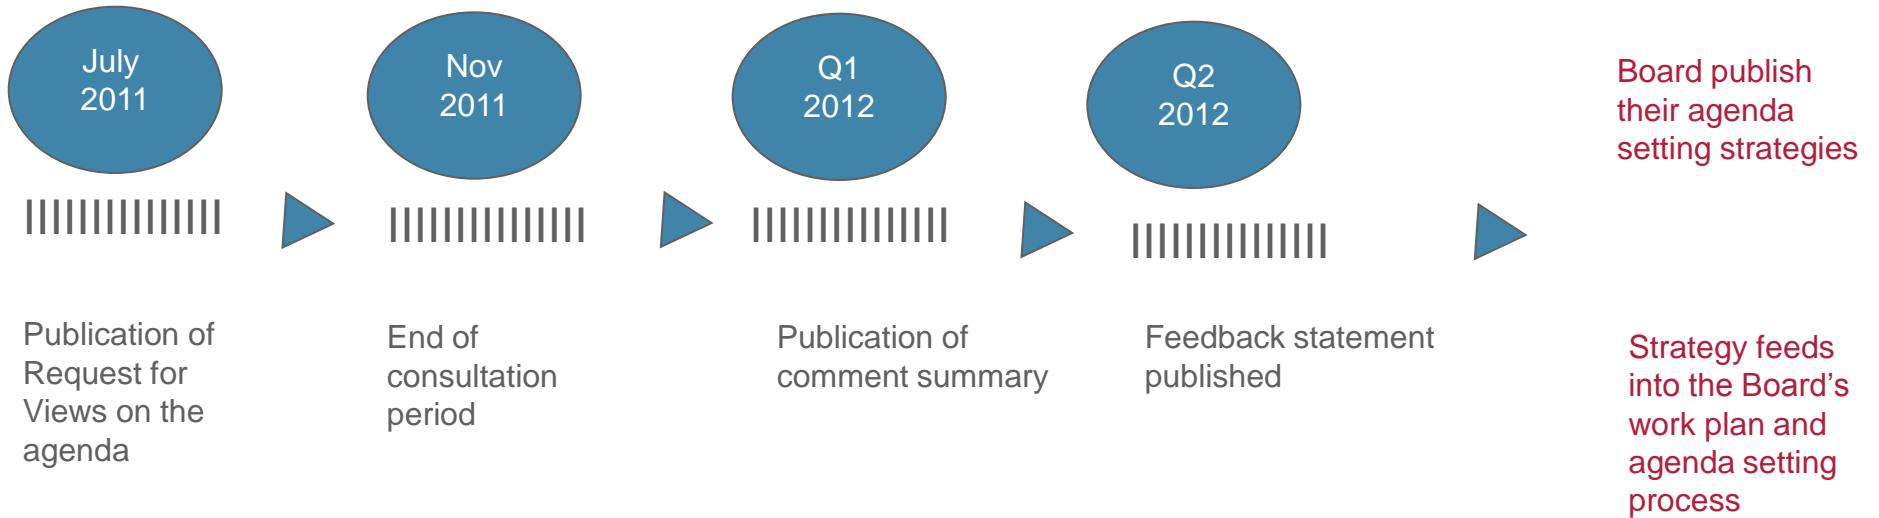 July
2011
Nov
2011
Q1
2012
Q2
2012
Board publish
their agenda
setting strategies
Publication of
Request for
Views on the
agenda
End of
consultation
period
Publication of
comment summary
Feedback statement
published
Strategy feeds
into the Board’s
work plan and
agenda setting
process